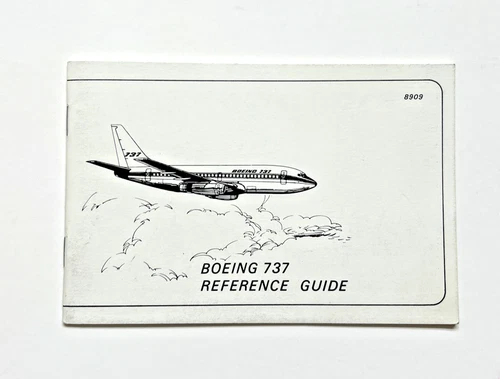 8909
737
BOEING 737
BOEING 737
REFERENCE GUIDE